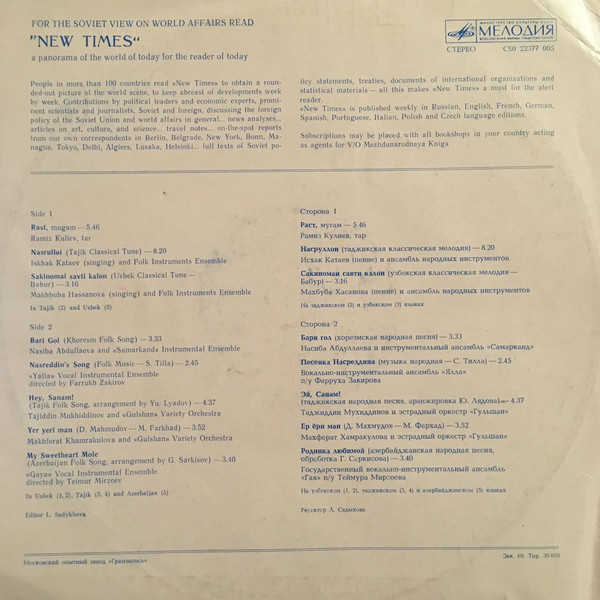 FOR THE SOVIET VIEW ON WORLD AFFAIRS READ
"NEW TIMES"
a panorama of the world of today for the reader of today
МИНИСТЕРСТВО КУЛЬТУРЫ СССР
МЕЛОДИЯ
ВСЕСОЮЗНАЯ ФИРМА ГРАМПЛАСТИНОК
СТЕРЕО С60 22377 005
People in more than 100 countries read «New Times» to obtain a roun-
ded-out picture of the world scene, to keep abreast of developments week
by week. Contributions by political leaders and economic experts, promi-
nent scientists and journalists, Soviet and foreign, discussing the foreign
policy of the Soviet Union and world affairs in general... news analyses...
articles on art, culture, and science... travel notes... on-the-spot reports
from our own correspondents in Berlin, Belgrade, New York, Bonn, Ma-
nagua, Tokyo, Delhi, Algiers, Lusaka, Helsinki... full texts of Soviet po-
licy statements, treaties, documents of international organizations and
statistical materials — all this makes «New Times» a must for the alert
reader.
«New Times» is published weekly in Russian, English, French, German,
Spanish, Portuguese, Italian, Polish and Czech language editions.
Subscriptions may be placed with all bookshops in your country acting
as agents for V/O Mezhdunarodnaya Kniga
Side 1
Rast, mugam — 5.46
Ramiz Kuliev, tar
Nasrulloi (Tajik Classical Tune) — 8.20
Iskhak Kataev (singing) and Folk Instruments Ensemble
Sakinomai savti kalon (Uzbek Classical Tune —
Babur) — 3.16
Makhbuba Hassanova (singing) and Folk Instruments Ensemble
In Tajik (2) and Uzbek (3)
Side 2
Bari Gol (Khoresm Folk Song) — 3.33
Nasiba Abdullaeva and «Samarkand» Instrumental Ensemble
Nasreddin's Song (Folk Music — S. Tilla) — 2.45
«Yalla» Vocal Instrumental Ensemble
directed by Farrukh Zakirov
Hey, Sanam!
(Tajik Folk Song, arrangement by Yu. Lyadov) — 4.37
Tajiddin Mukhiddinov and «Gulshan» Variety Orchestra
Yer yeri man (D. Mahmudov — M. Farkhad) — 3.52
Makhferat Khamrakulova and «Gulshan» Variety Orchestra
My Sweetheart Mole
(Azerbaijan Folk Song, arrangement by G. Sarkisov) — 3.40
«Gaya» Vocal Instrumental Ensemble
directed by Teimur Mirzoev
In Uzbek (1, 2), Tajik (3, 4) and Azerbaijan (5)
Editor L. Sadykhova
Сторона 1
Раст, мугам — 5.46
Рамиз Кулиев, тар
Насруллои (таджикская классическая мелодия) — 8.20
Исхак Катаев (пение) и ансамбль народных инструментов
Сакиномаи савти калон (узбекская классическая мелодия —
Бабур) — 3.16
Махбуба Хасанова (пение) и ансамбль народных инструментов
На таджикском (2) и узбекском (3) языках
Сторона 2
Бари гол (хорезмская народная песня) — 3.33
Насиба Абдуллаева и инструментальный ансамбль «Самарканд»
Песенка Насреддина (музыка народная — С. Тилла) — 2.45
Вокально-инструментальный ансамбль «Ялла»
п/у Фарруха Закирова
Эй, Санам!
(таджикская народная песня, аранжировка Ю. Лядова) — 4.37
Таджиддин Мухиддинов и эстрадный оркестр «Гульшан»
Ер ёри ман (Д. Махмудов — М. Фархад) — 3.52
Махферат Хамракулова и эстрадный оркестр «Гульшан»
Родинка любимой (азербайджанская народная песня,
обработка Г. Саркисова) — 3.40
Государственный вокально-инструментальный ансамбль
«Гая» п/у Теймура Мирзоева
На узбекском (1, 2), таджикском (3, 4) и азербайджанском (5) языках
Редактор Л. Садыхова
Московский опытный завод «Грамзапись» Зак. 69. Тир. 30 000